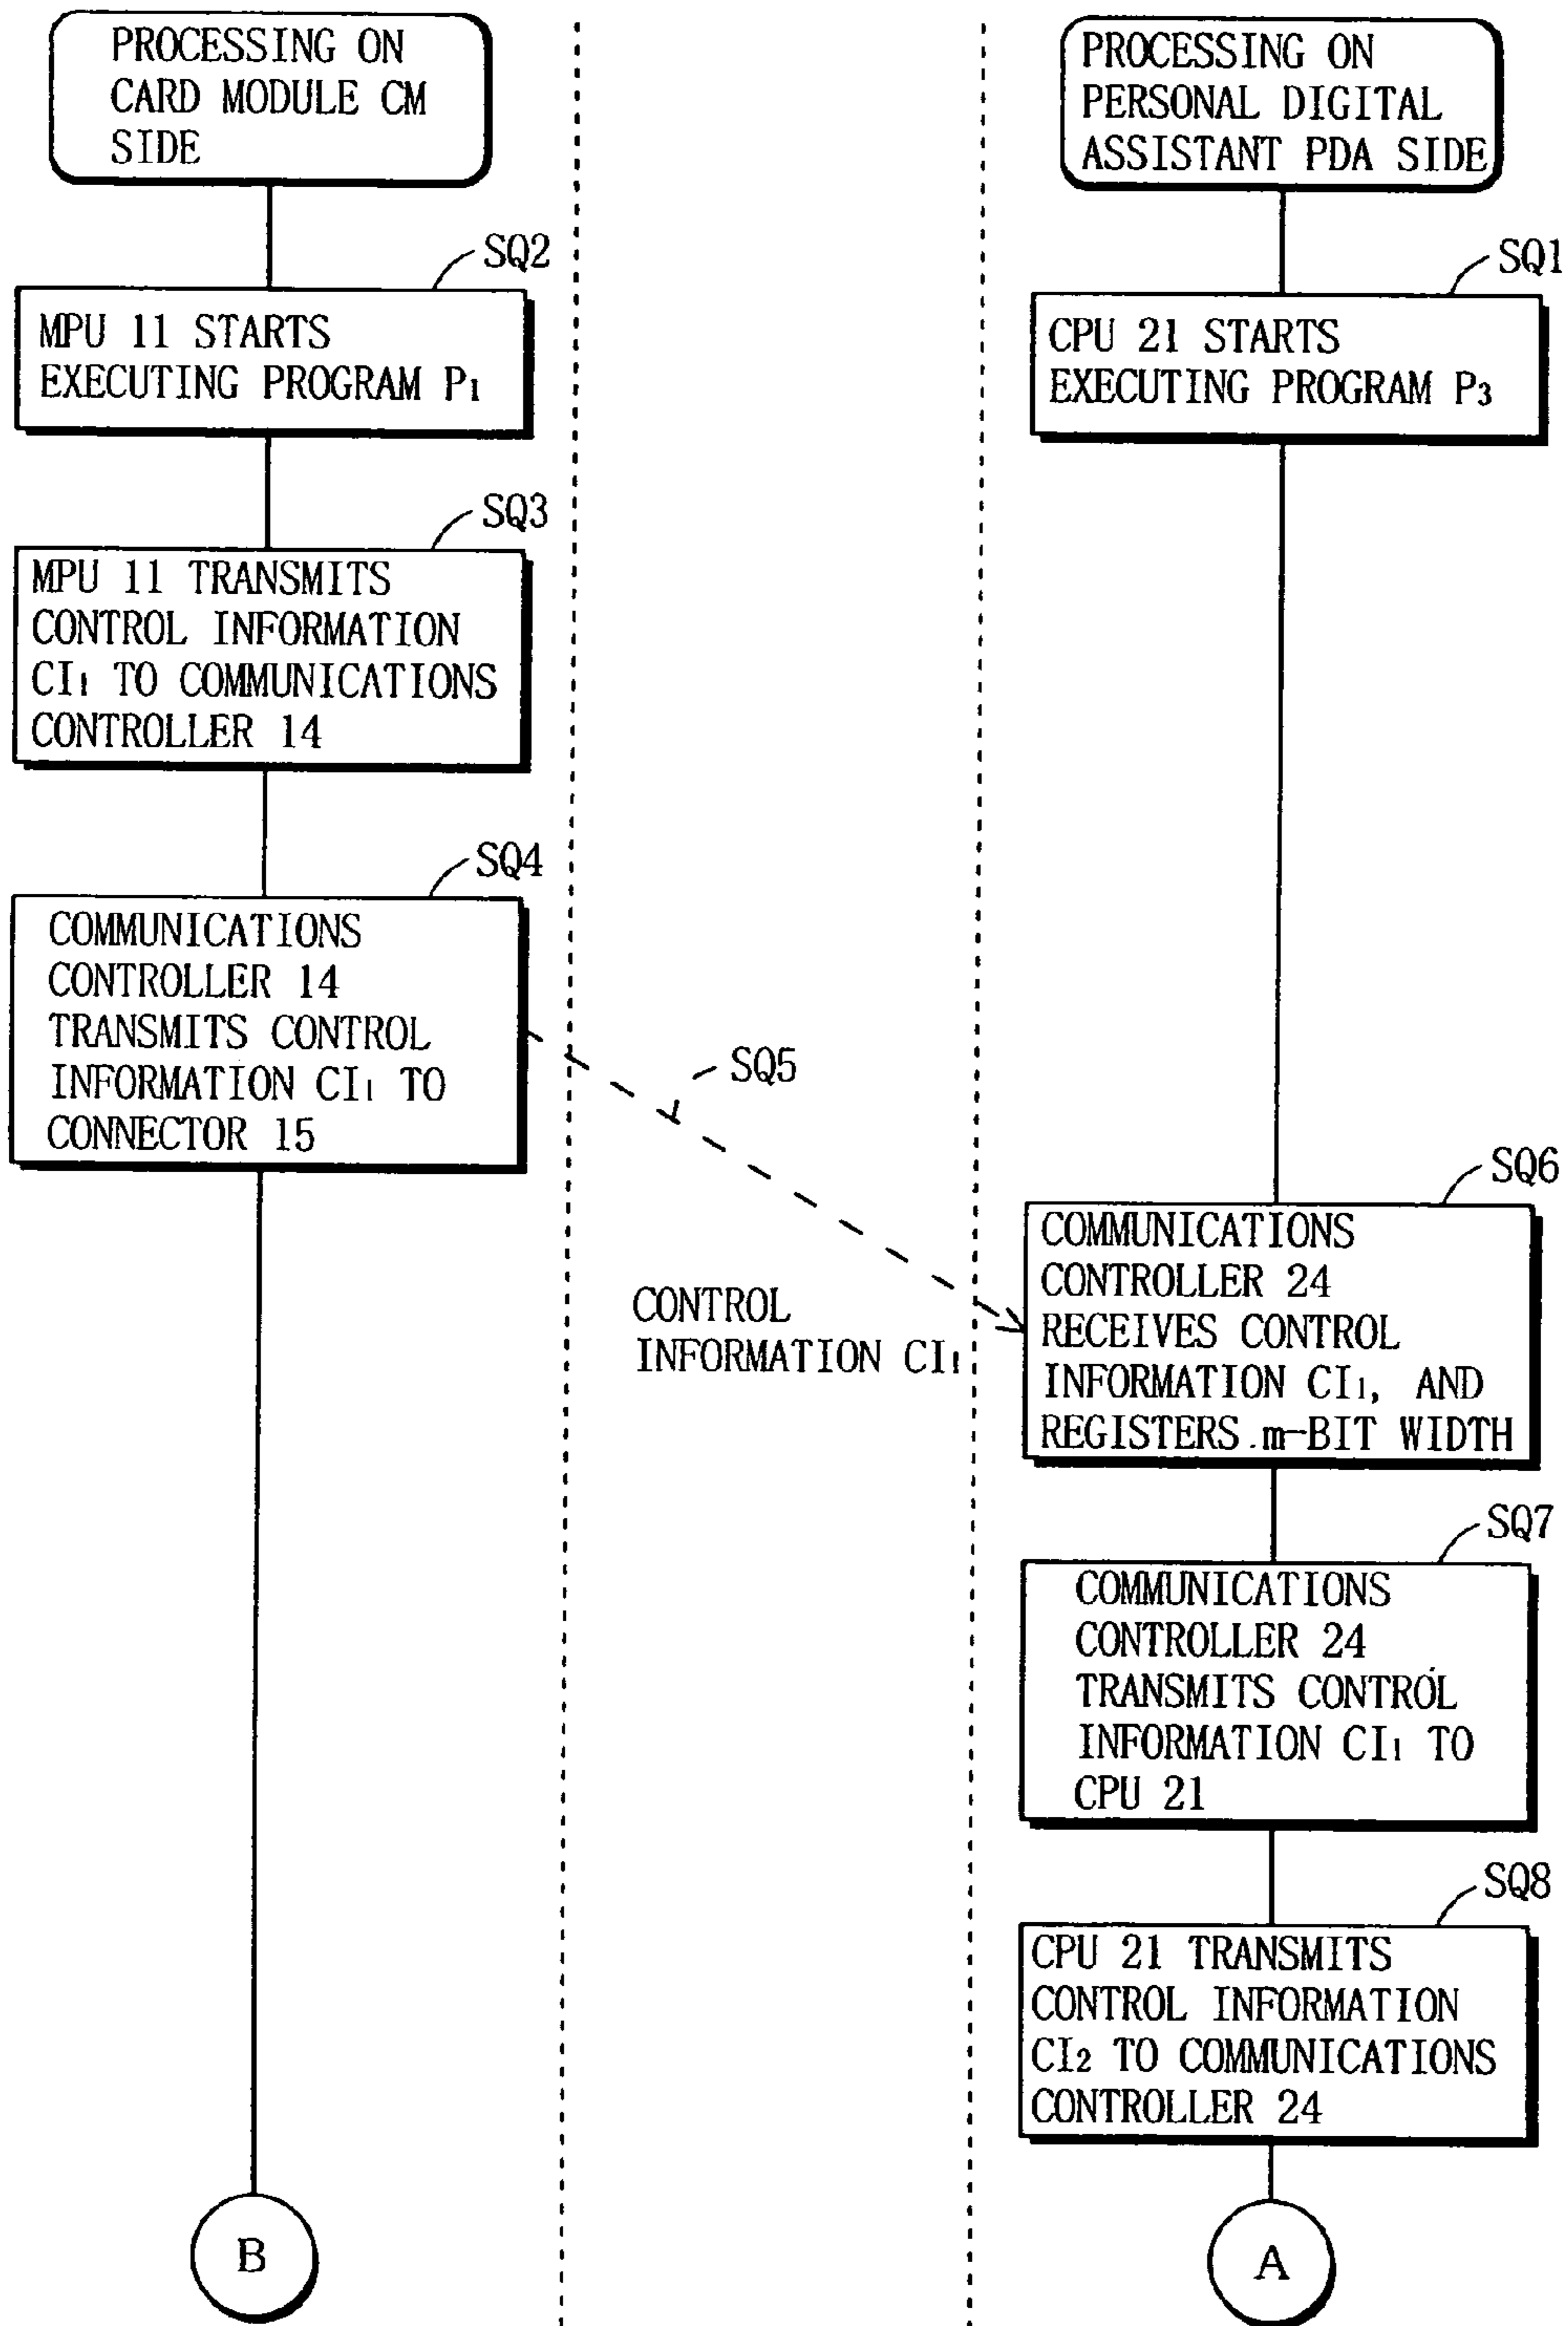 PROCESSING ON
CARD MODULE CM
SIDE
SQ2
MPU 11 STARTS
EXECUTING PROGRAM P₁
SQ3
MPU 11 TRANSMITS
CONTROL INFORMATION
CI₁ TO COMMUNICATIONS
CONTROLLER 14
SQ4
COMMUNICATIONS
CONTROLLER 14
TRANSMITS CONTROL
INFORMATION CI₁ TO
CONNECTOR 15
B
SQ5
CONTROL
INFORMATION CI₁
PROCESSING ON
PERSONAL DIGITAL
ASSISTANT PDA SIDE
SQ1
CPU 21 STARTS
EXECUTING PROGRAM P₃
SQ6
COMMUNICATIONS
CONTROLLER 24
RECEIVES CONTROL
INFORMATION CI₁, AND
REGISTERS m-BIT WIDTH
SQ7
COMMUNICATIONS
CONTROLLER 24
TRANSMITS CONTROL
INFORMATION CI₁ TO
CPU 21
SQ8
CPU 21 TRANSMITS
CONTROL INFORMATION
CI₂ TO COMMUNICATIONS
CONTROLLER 24
A